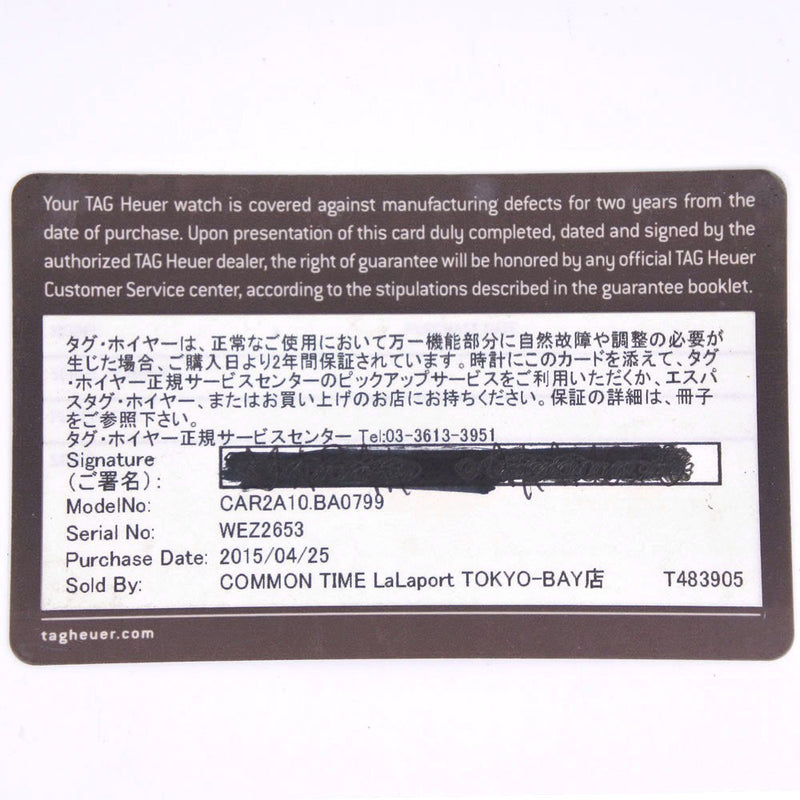 Your TAG Heuer watch is covered against manufacturing defects for two years from the
date of purchase. Upon presentation of this card duly completed, dated and signed by the
authorized TAG Heuer dealer, the right of guarantee will be honored by any official TAG Heuer
Customer Service center, according to the stipulations described in the guarantee booklet.
タグ・ホイヤーは、正常なご使用において万一機能部分に自然故障や調整の必要が
生じた場合、ご購入日より2年間保証されています。時計にこのカードを添えて、タグ
・ホイヤー正規サービスセンターのピックアップサービスをご利用いただくか、エスパ
スタグ・ホイヤー、またはお買い上げのお店にお持ちください。保証の詳細は、冊子
をご参照下さい。
タグ・ホイヤー正規サービスセンター Tel:03-3613-3951
Signature
(ご署名):
ModelNo: CAR2A10.BA0799
Serial No: WEZ2653
Purchase Date: 2015/04/25
Sold By: COMMON TIME LaLaport TOKYO-BAY店 T483905
tagheuer.com